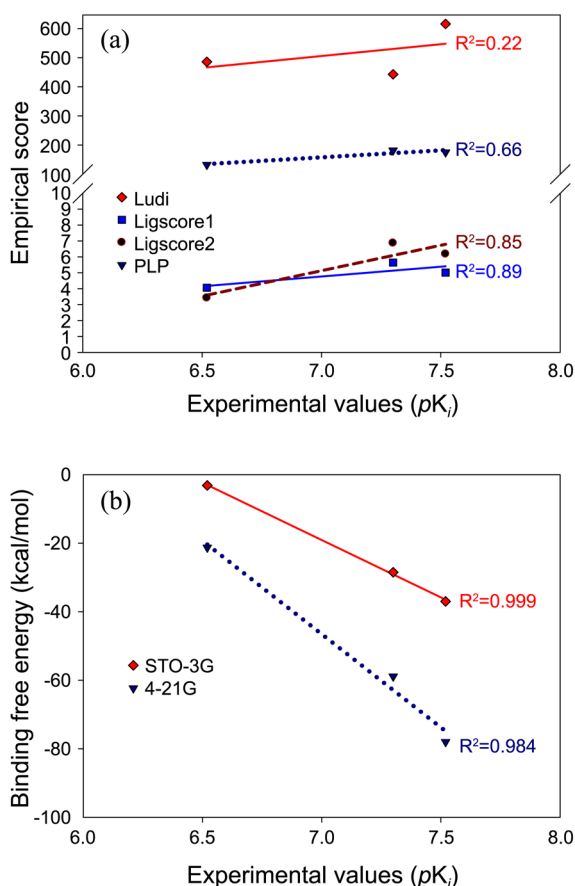 (a)
Empirical score
600
500
400
300
200
100
10
9
8
7
6
5
4
3
2
1
0
R²=0.22
R²=0.66
R²=0.85
R²=0.89
Ludi
Ligscore1
Ligscore2
PLP
6.0 6.5 7.0 7.5 8.0
Experimental values (pKᵢ)
(b)
Binding free energy (kcal/mol)
0
-20
-40
-60
-80
-100
R²=0.999
R²=0.984
STO-3G
4-21G
6.0 6.5 7.0 7.5 8.0
Experimental values (pKᵢ)